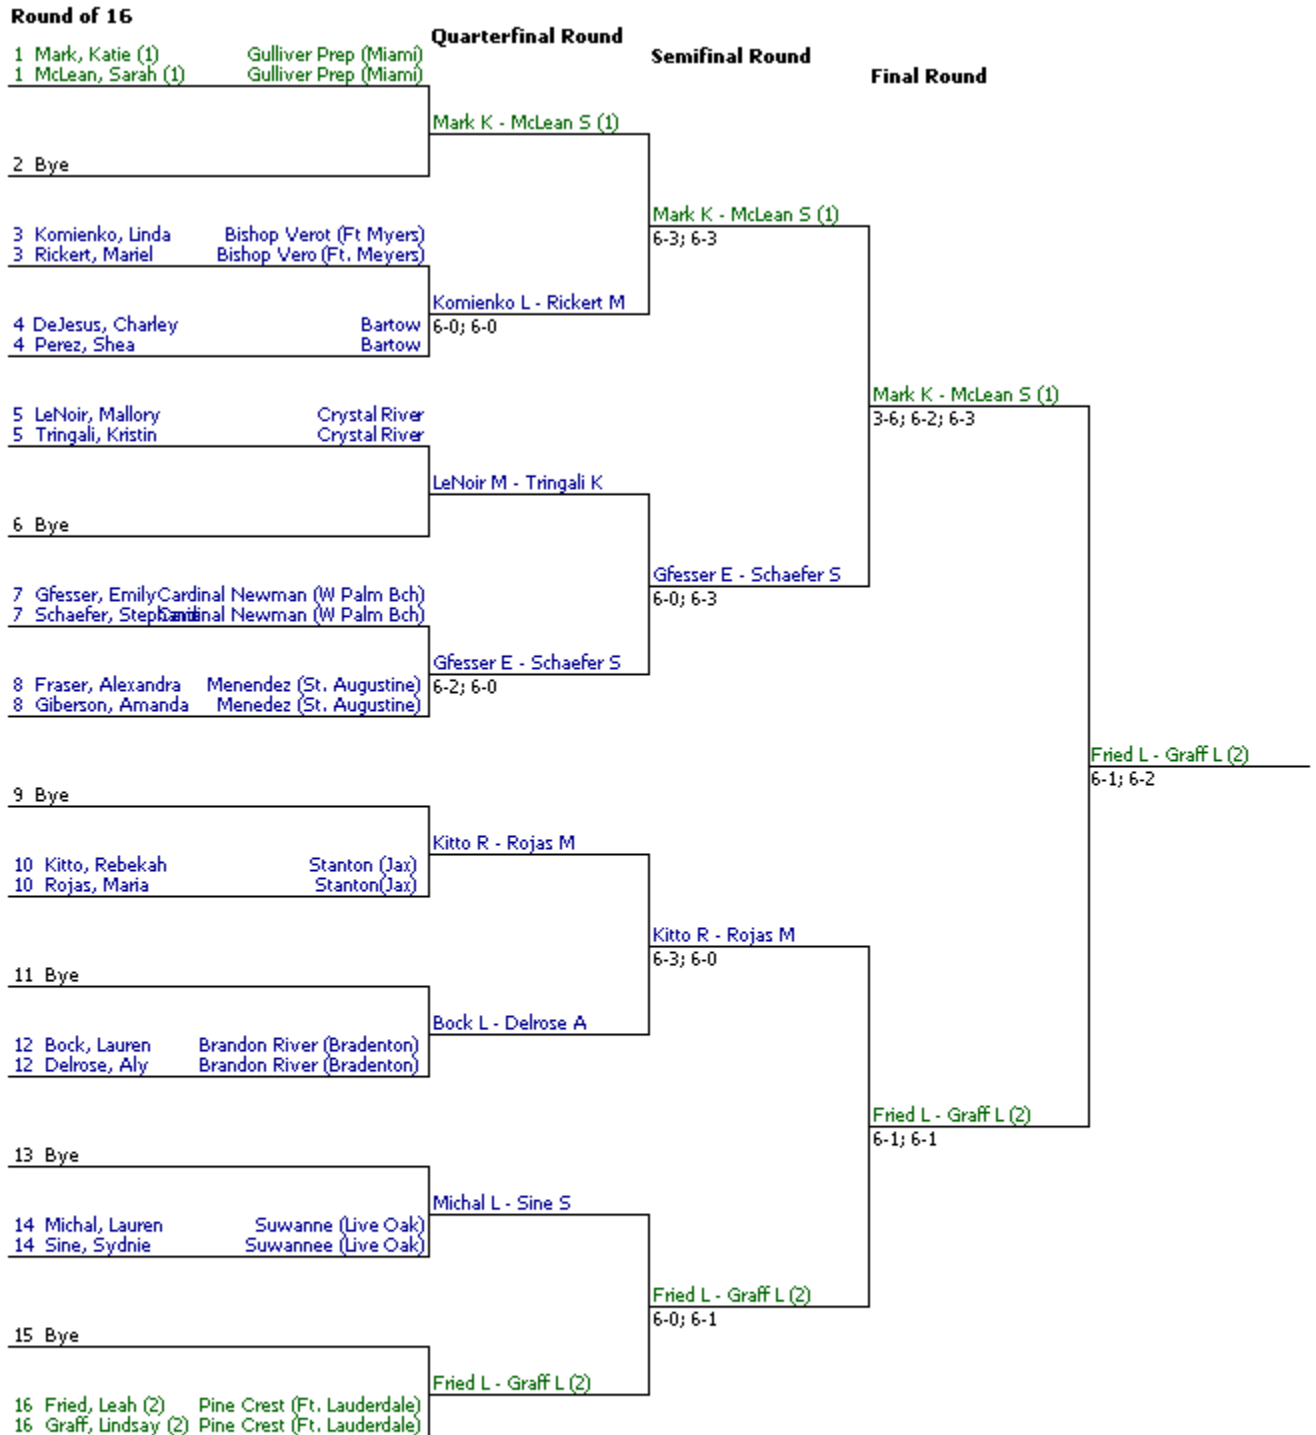 Round of 16
Quarterfinal Round
Semifinal Round
Final Round
1 Mark, Katie (1) Gulliver Prep (Miami)
1 McLean, Sarah (1) Gulliver Prep (Miami)
Mark K - McLean S (1)
2 Bye
Mark K - McLean S (1)
6-3; 6-3
3 Komienko, Linda Bishop Verot (Ft Myers)
3 Rickert, Mariel Bishop Vero (Ft. Meyers)
Komienko L - Rickert M
6-0; 6-0
4 DeJesus, Charley Bartow
4 Perez, Shea Bartow
Mark K - McLean S (1)
3-6; 6-2; 6-3
5 LeNoir, Mallory Crystal River
5 Tringali, Kristin Crystal River
LeNoir M - Tringali K
6 Bye
Gfesser E - Schaefer S
6-0; 6-3
7 Gfesser, Emily Cardinal Newman (W Palm Bch)
7 Schaefer, Newman (W Palm Bch)
Gfesser E - Schaefer S
6-2; 6-0
8 Fraser, Alexandra Menendez (St. Augustine)
8 Giberson, Amanda Menedez (St. Augustine)
Fried L - Graff L (2)
6-1; 6-2
9 Bye
Kitto R - Rojas M
10 Kitto, Rebekah Stanton (Jax)
10 Rojas, Maria Stanton(Jax)
Kitto R - Rojas M
6-3; 6-0
11 Bye
Bock L - Delrose A
12 Bock, Lauren Brandon River (Bradenton)
12 Delrose, Aly Brandon River (Bradenton)
Fried L - Graff L (2)
6-1; 6-1
13 Bye
Michal L - Sine S
14 Michal, Lauren Suwanne (Live Oak)
14 Sine, Sydnie Suwannee (Live Oak)
Fried L - Graff L (2)
6-0; 6-1
15 Bye
Fried L - Graff L (2)
16 Fried, Leah (2) Pine Crest (Ft. Lauderdale)
16 Graff, Lindsay (2) Pine Crest (Ft. Lauderdale)